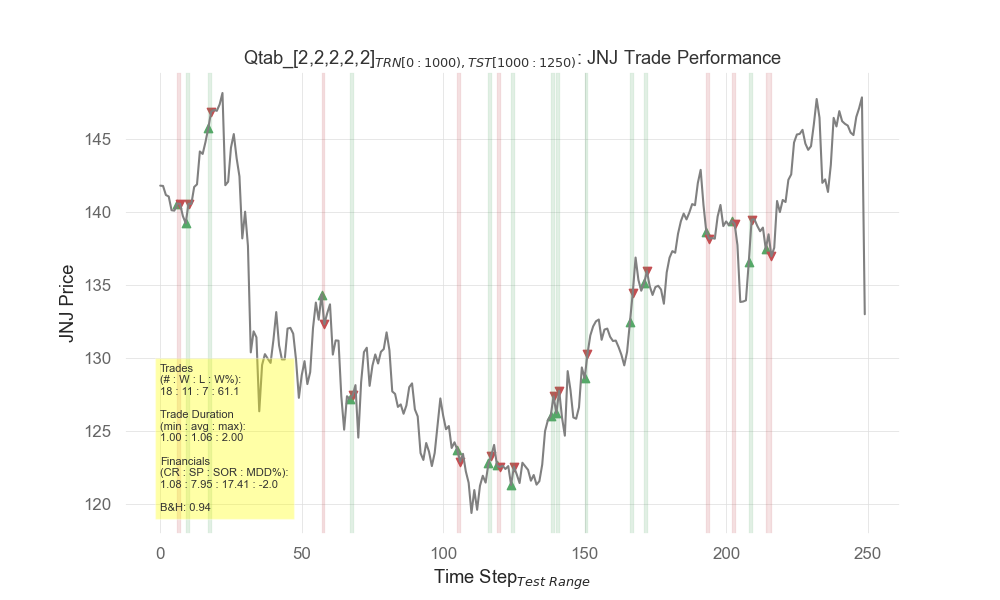 Qtab_[2,2,2,2,2]TRN[0 : 1000), TST[1000 : 1250): JNJ Trade Performance
145
140
135
130
125
120
JNJ Price
Trades
(# : W : L : W%):
18 : 11 : 7 : 61.1
Trade Duration
(min : avg : max):
1.00 : 1.06 : 2.00
Financials
(CR : SP : SOR : MDD%):
1.08 : 7.95 : 17.41 : -2.0
B&H: 0.94
0 50 100 150 200 250
Time StepTest Range